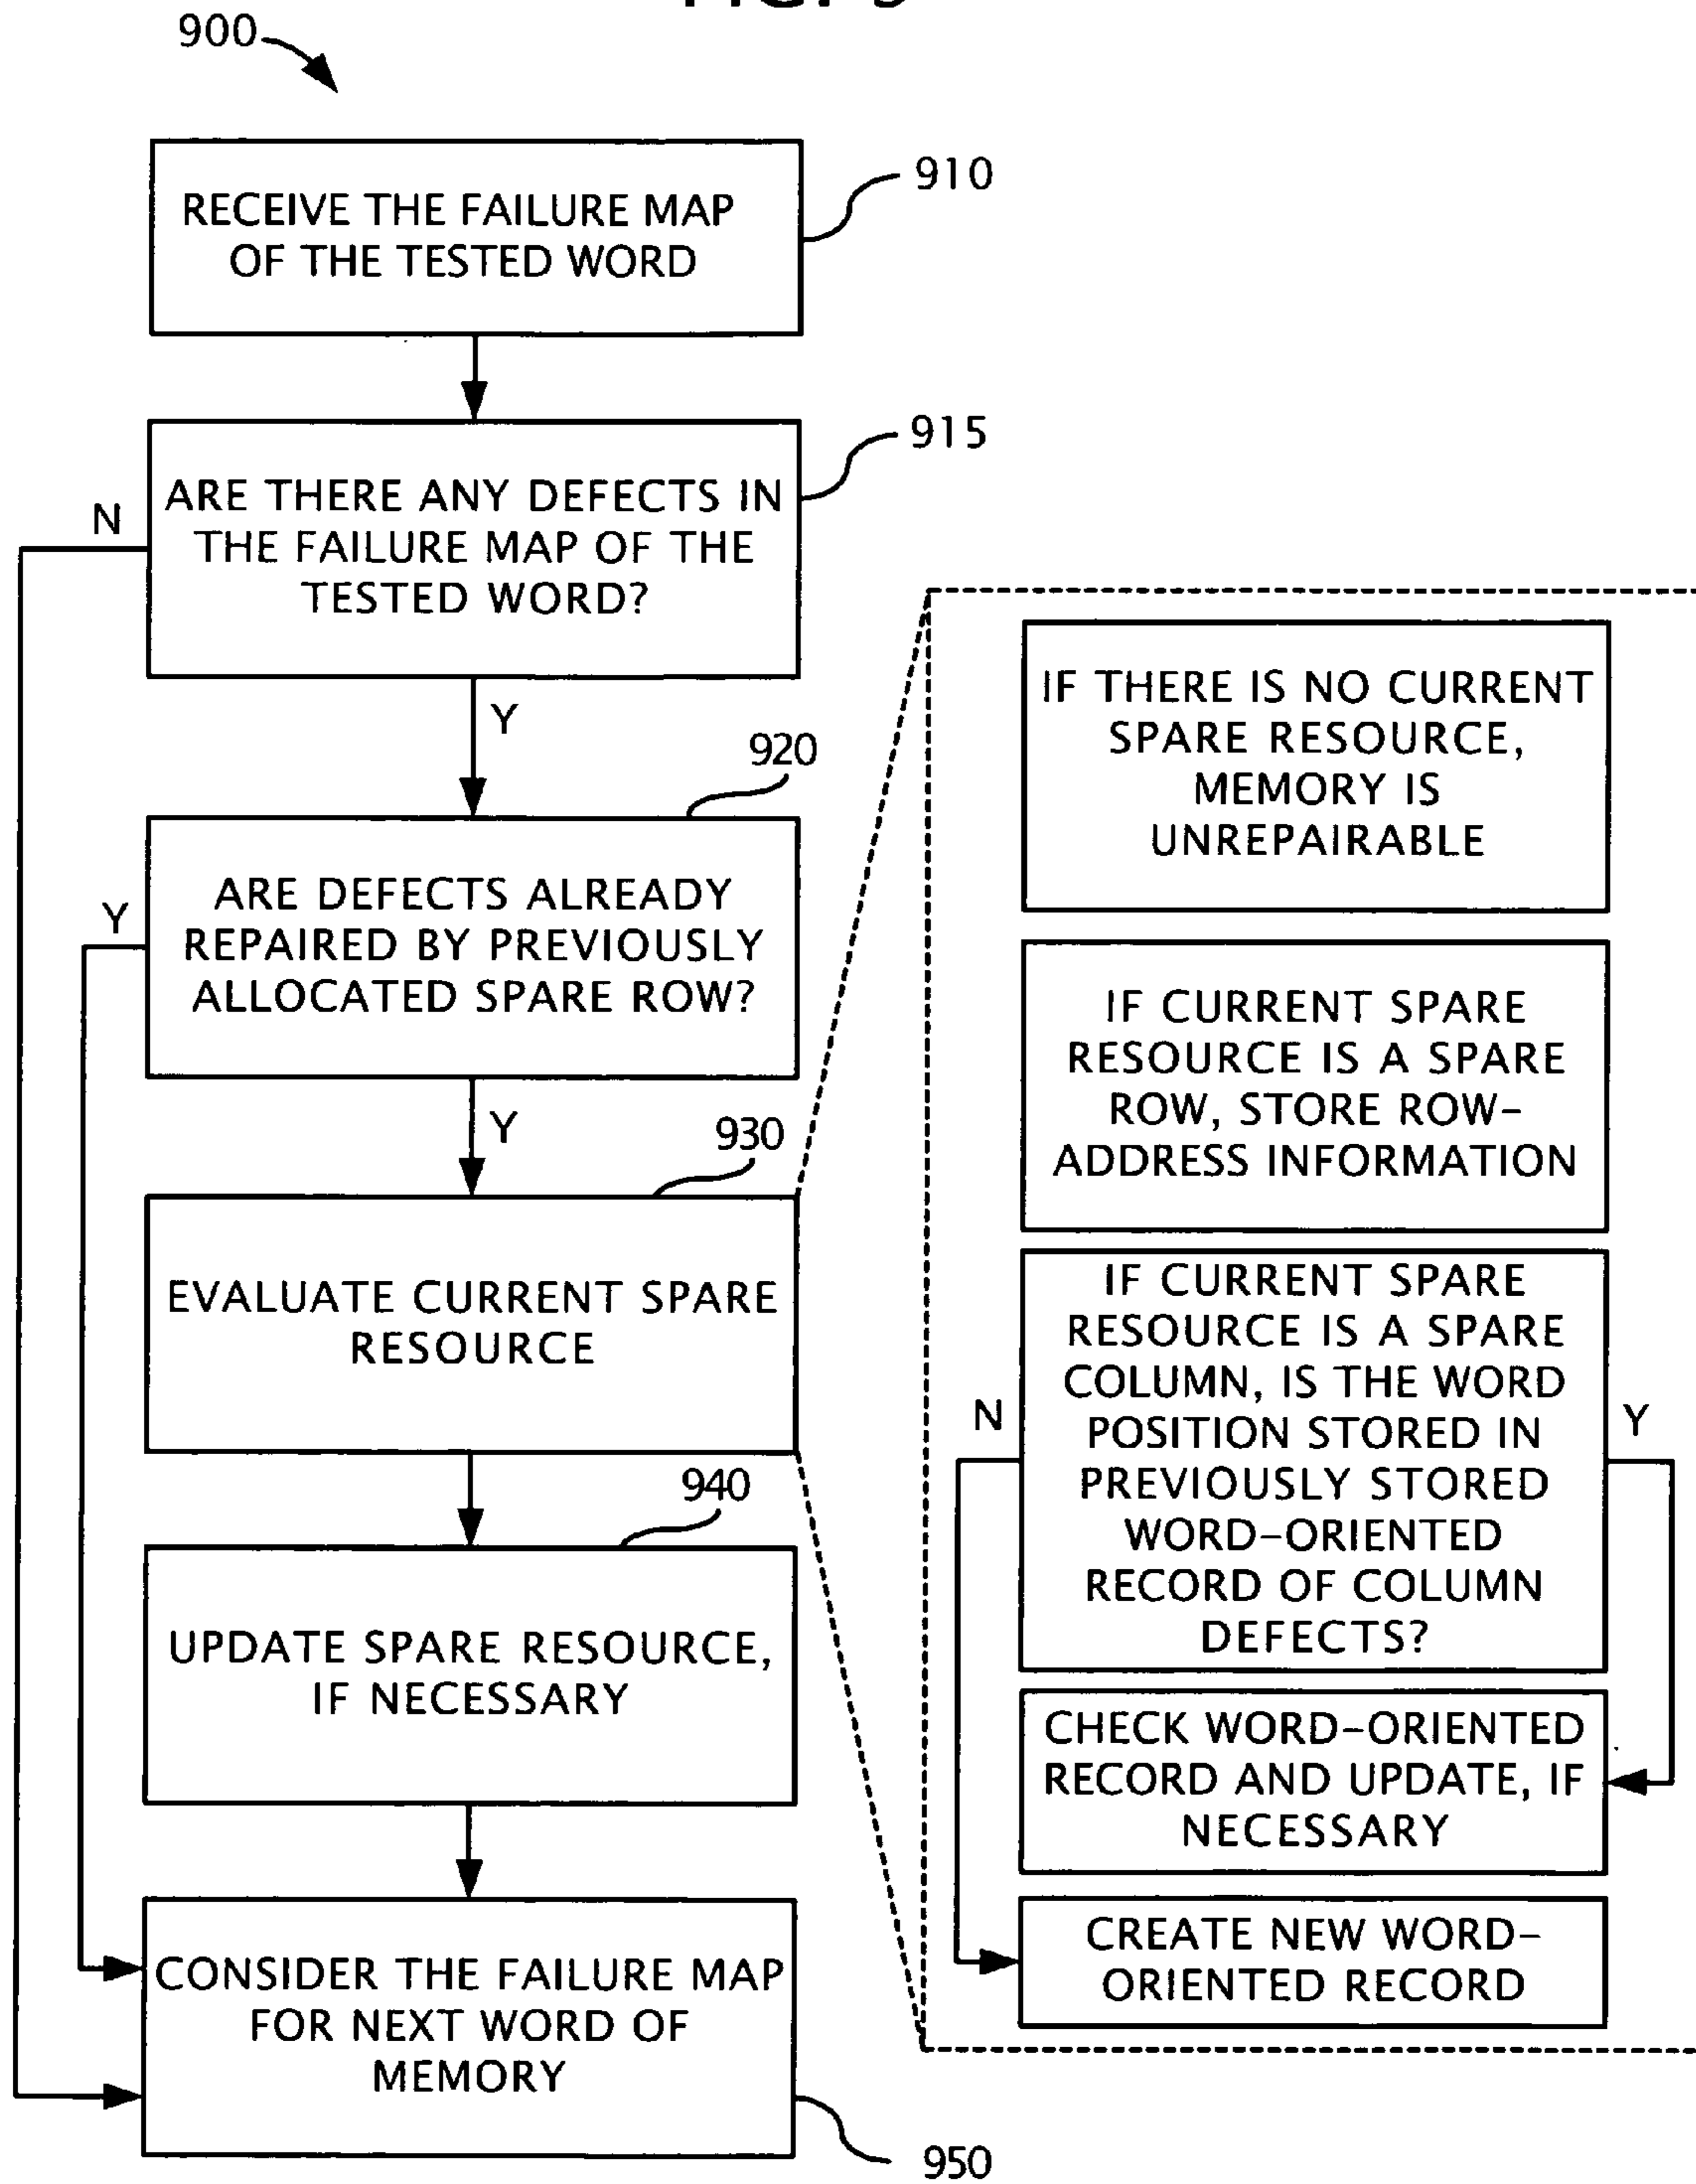 900
RECEIVE THE FAILURE MAP
OF THE TESTED WORD
910
ARE THERE ANY DEFECTS IN
THE FAILURE MAP OF THE
TESTED WORD?
915
N
Y
920
ARE DEFECTS ALREADY
REPAIRED BY PREVIOUSLY
ALLOCATED SPARE ROW?
Y
Y
930
EVALUATE CURRENT SPARE
RESOURCE
940
UPDATE SPARE RESOURCE,
IF NECESSARY
CONSIDER THE FAILURE MAP
FOR NEXT WORD OF
MEMORY
950
IF THERE IS NO CURRENT
SPARE RESOURCE,
MEMORY IS
UNREPAIRABLE
IF CURRENT SPARE
RESOURCE IS A SPARE
ROW, STORE ROW-
ADDRESS INFORMATION
IF CURRENT SPARE
RESOURCE IS A SPARE
COLUMN, IS THE WORD
POSITION STORED IN
PREVIOUSLY STORED
WORD-ORIENTED
RECORD OF COLUMN
DEFECTS?
N
Y
CHECK WORD-ORIENTED
RECORD AND UPDATE, IF
NECESSARY
CREATE NEW WORD-
ORIENTED RECORD